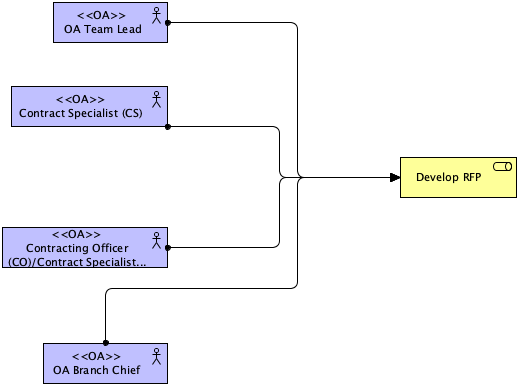 <<OA>>
OA Team Lead
<<OA>>
Contract Specialist (CS)
Develop RFP
<<OA>>
Contracting Officer
(CO)/Contract Specialist...
<<OA>>
OA Branch Chief